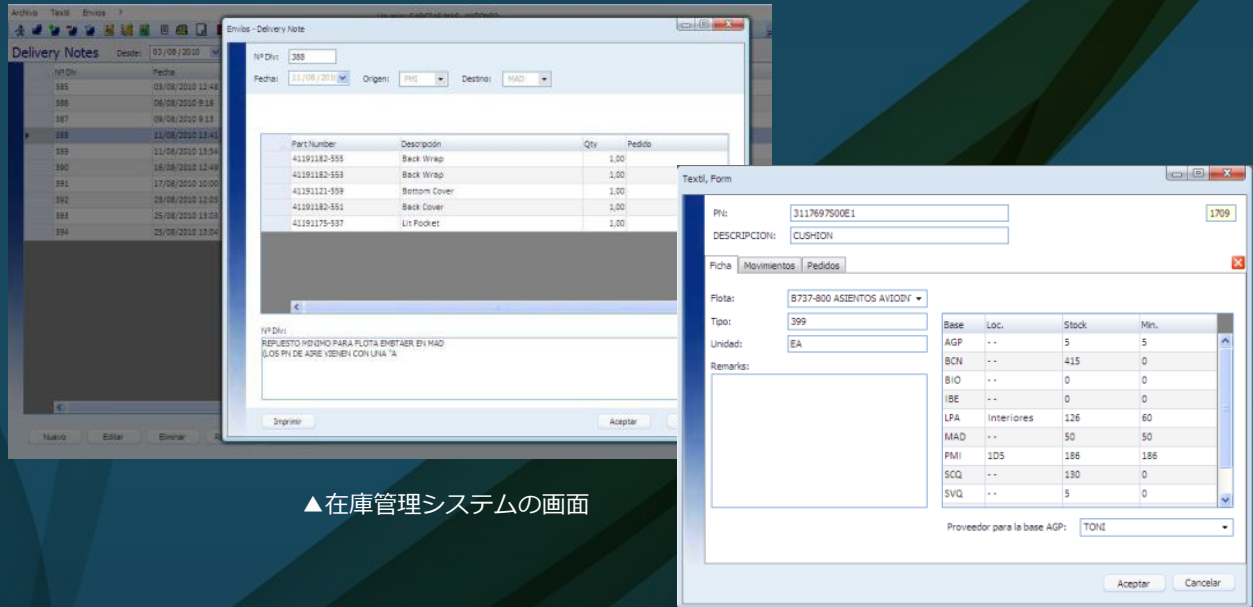 Archivo Textil Envios ?
Delivery Notes Desde: 03/08/2010
Nº Dlv Fecha
385 03/08/2010 12:48
386 06/08/2010 9:16
387 09/08/2010 9:13
388 11/08/2010 13:41
389 11/08/2010 13:54
390 16/08/2010 12:49
391 17/08/2010 10:00
392 25/08/2010 12:05
393 25/08/2010 13:03
394 25/08/2010 13:04
Nuevo Editar Eliminar
Envíos - Delivery Note
Nº Dlv: 388
Fecha: 11/08/201 Origen: PMI Destino: MAD
Part Number Descripción Qty Pedido
41191182-555 Back Wrap 1,00
41191182-553 Back Wrap 1,00
41191121-559 Bottom Cover 1,00
41191182-551 Back Cover 1,00
41191175-537 Lit Pocket 1,00
Nº Dlv:
REPUESTO MINIMO PARA FLOTA EMBTAER EN MAD
(LOS PN DE AIRE VIENEN CON UNA "A
Imprimir Aceptar
▲在庫管理システムの画面
Textil, Form
PN: 3117697S00E1 1709
DESCRIPCION: CUSHION
Ficha Movimientos Pedidos
Flota: B737-800 ASIENTOS AVIOIN
Tipo: 399
Unidad: EA
Remarks:
Base Loc. Stock Min.
AGP - - 5 5
BCN - - 415 0
BIO - - 0 0
IBE - - 0 0
LPA Interiores 126 60
MAD - - 50 50
PMI 1D5 186 186
SCQ - - 130 0
SVQ - - 5 0
Proveedor para la base AGP: TONI
Aceptar Cancelar